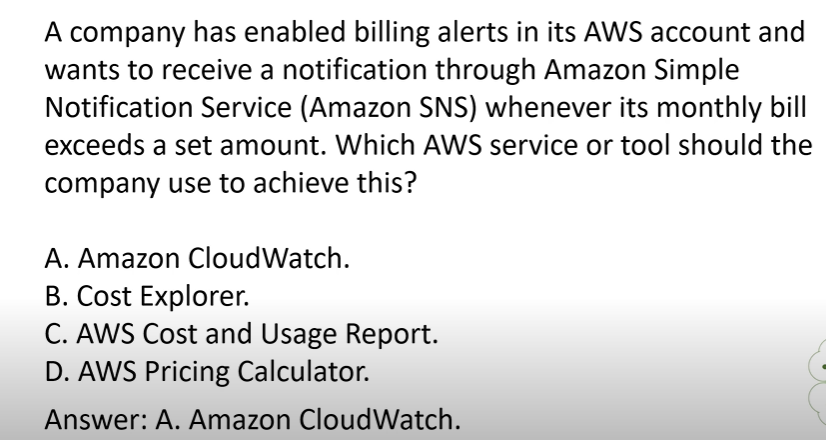 A company has enabled billing alerts in its AWS account and
wants to receive a notification through Amazon Simple
Notification Service (Amazon SNS) whenever its monthly bill
exceeds a set amount. Which AWS service or tool should the
company use to achieve this?
A. Amazon CloudWatch.
B. Cost Explorer.
C. AWS Cost and Usage Report.
D. AWS Pricing Calculator.
Answer: A. Amazon CloudWatch.